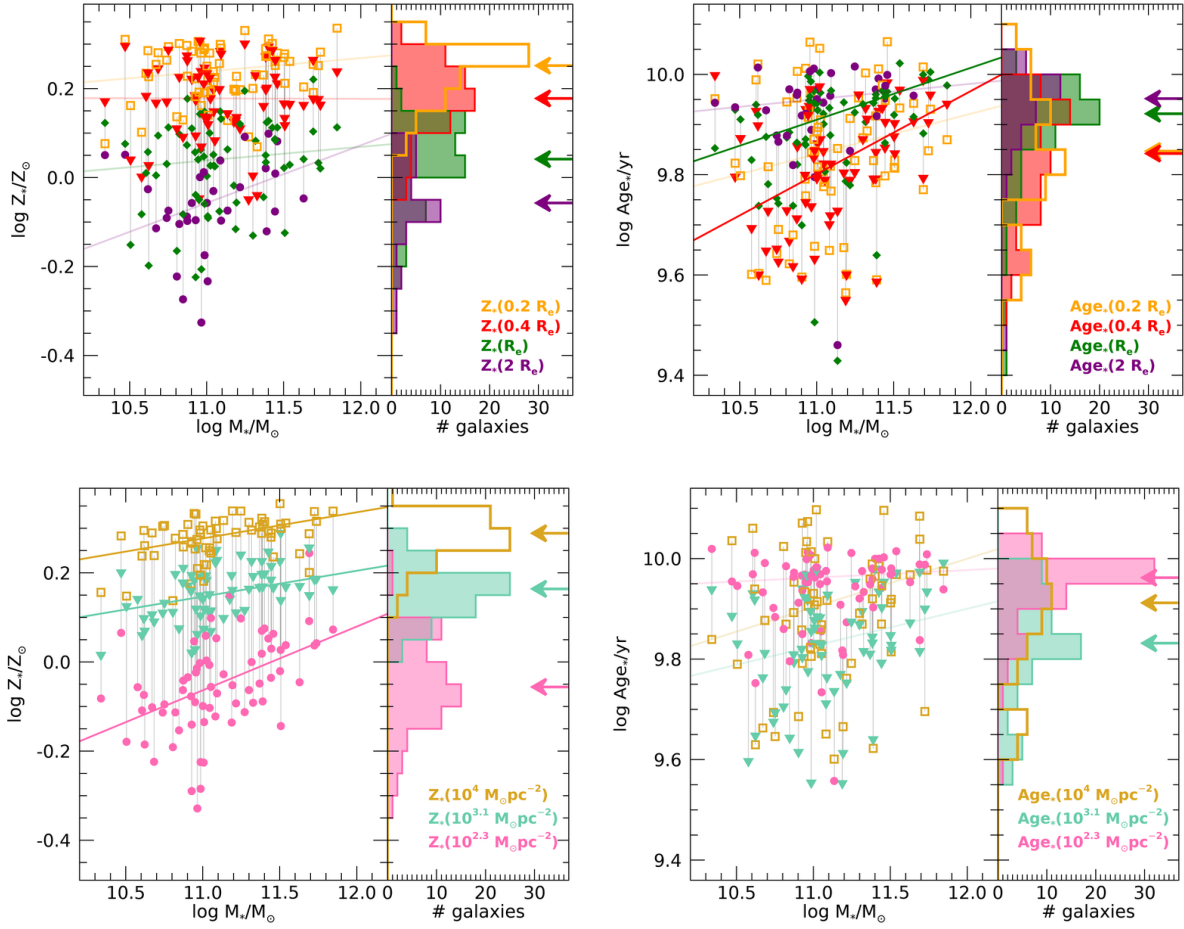 log Z*/Z⊙
0.2
0.0
-0.2
-0.4
Z*(0.2 Re)
Z*(0.4 Re)
Z*(Re)
Z*(2 Re)
10.5 11.0 11.5 12.0 0 10 20 30
log M*/M⊙ # galaxies
log Age*/yr
10.0
9.8
9.6
9.4
Age*(0.2 Re)
Age*(0.4 Re)
Age*(Re)
Age*(2 Re)
10.5 11.0 11.5 12.0 0 10 20 30
log M*/M⊙ # galaxies
log Z*/Z⊙
0.2
0.0
-0.2
-0.4
Z*(10^4 M⊙pc^−2)
Z*(10^3.1 M⊙pc^−2)
Z*(10^2.3 M⊙pc^−2)
10.5 11.0 11.5 12.0 0 10 20 30
log M*/M⊙ # galaxies
log Age*/yr
10.0
9.8
9.6
9.4
Age*(10^4 M⊙pc^−2)
Age*(10^3.1 M⊙pc^−2)
Age*(10^2.3 M⊙pc^−2)
10.5 11.0 11.5 12.0 0 10 20 30
log M*/M⊙ # galaxies